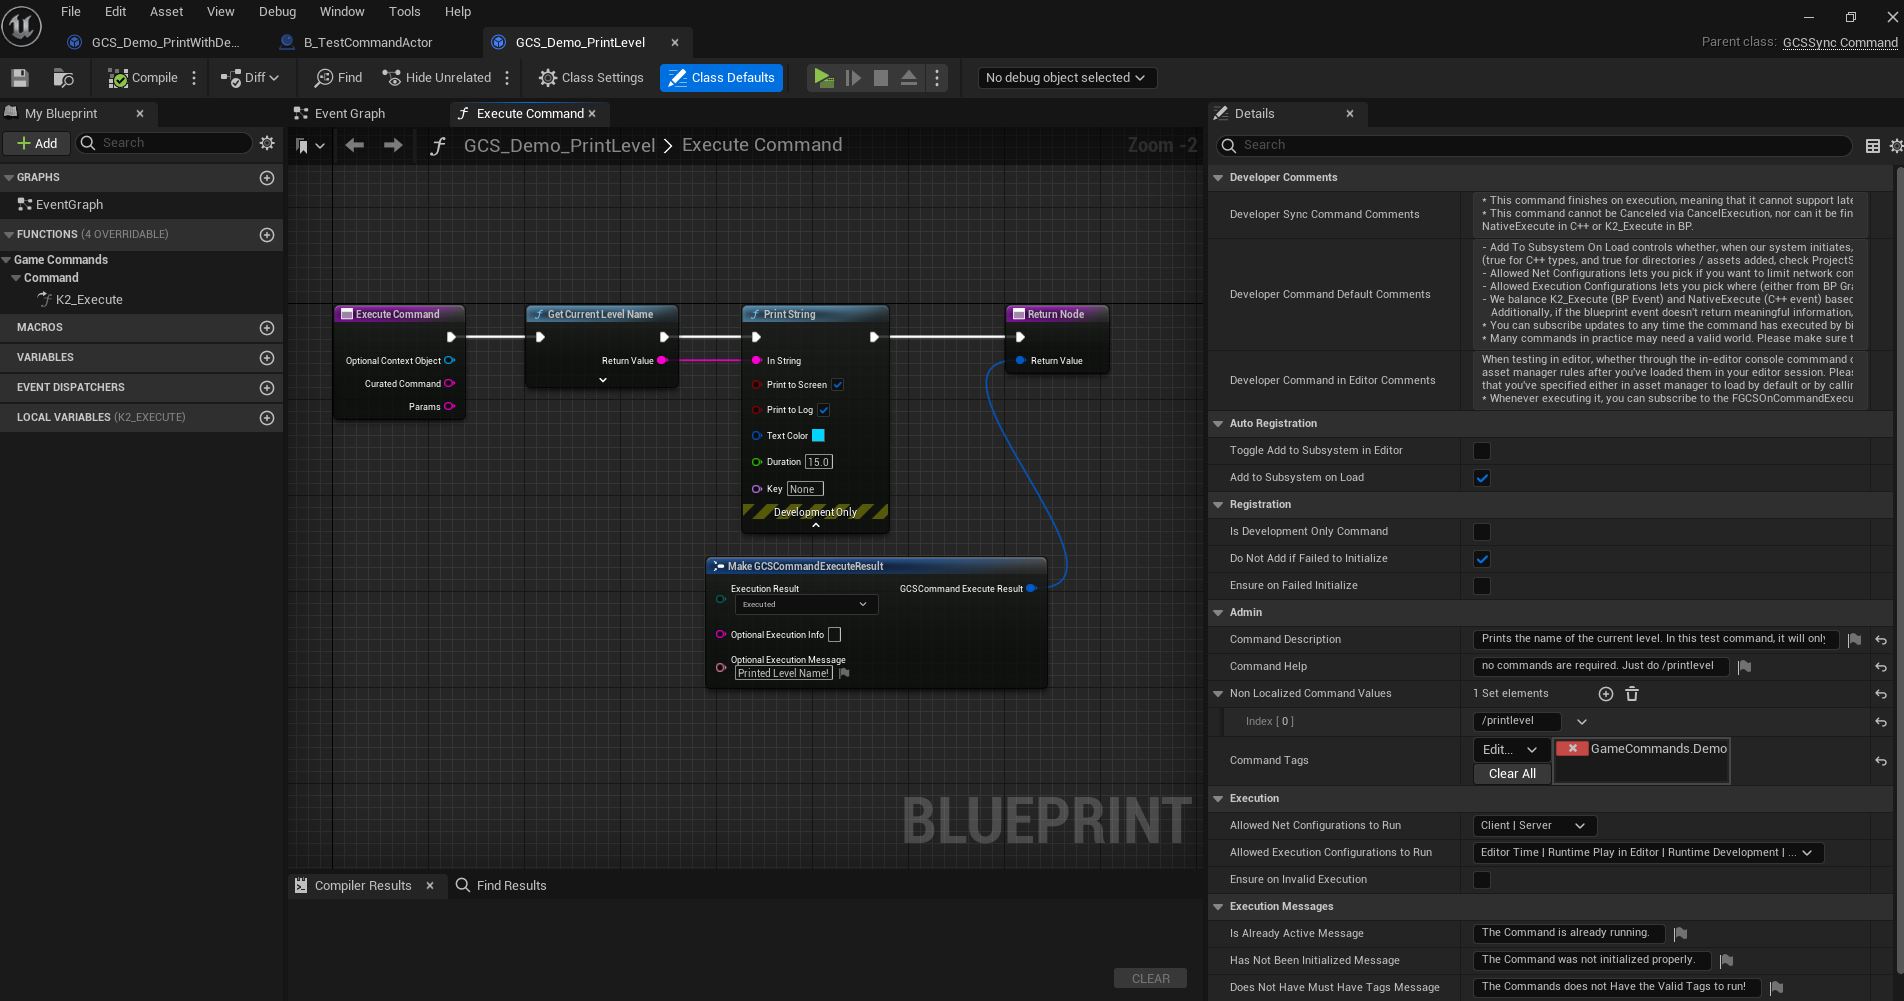 File Edit Asset View Debug Window Tools Help
GCS_Demo_PrintWithDe... B_TestCommandActor GCS_Demo_PrintLevel
Parent class: GCSSync Command
Compile Diff Find Hide Unrelated Class Settings Class Defaults No debug object selected
My Blueprint
Add Search
GRAPHS
EventGraph
FUNCTIONS (4 OVERRIDABLE)
Game Commands
Command
K2_Execute
MACROS
VARIABLES
EVENT DISPATCHERS
LOCAL VARIABLES (K2_EXECUTE)
Event Graph Execute Command
GCS_Demo_PrintLevel > Execute Command Zoom -2
Execute Command
Optional Context Object
Curated Command
Params
Get Current Level Name
Return Value
Print String
In String
Print to Screen
Print to Log
Text Color
Duration 15.0
Key None
Development Only
Return Node
Return Value
Make GCSCommandExecuteResult
Execution Result GCSCommand Execute Result
Executed
Optional Execution Info
Optional Execution Message
Printed Level Name!
BLUEPRINT
Compiler Results Find Results
CLEAR
Details
Search
Developer Comments
Developer Sync Command Comments
* This command finishes on execution, meaning that it cannot support late
* This command cannot be Canceled via CancelExecution, nor can it be fin
NativeExecute in C++ or K2_Execute in BP.
Developer Command Default Comments
- Add To Subsystem On Load controls whether, when our system initiates,
(true for C++ types, and true for directories / assets added, check ProjectS
- Allowed Net Configurations lets you pick if you want to limit network con
- Allowed Execution Configurations lets you pick where (either from BP Gra
- We balance K2_Execute (BP Event) and NativeExecute (C++ event) based
Additionally, if the blueprint event doesn't return meaningful information,
* You can subscribe updates to any time the command has executed by bi
* Many commands in practice may need a valid world. Please make sure t
Developer Command in Editor Comments
When testing in editor, whether through the in-editor console commmand o
asset manager rules after you've loaded them in your editor session. Pleas
that you've specified either in asset manager to load by default or by callin
* Whenever executing it, you can subscribe to the FGCSOnCommandExecu
Auto Registration
Toggle Add to Subsystem in Editor
Add to Subsystem on Load
Registration
Is Development Only Command
Do Not Add if Failed to Initialize
Ensure on Failed Initialize
Admin
Command Description Prints the name of the current level. In this test command, it will only
Command Help no commands are required. Just do /printlevel
Non Localized Command Values 1 Set elements
Index [ 0 ] /printlevel
Command Tags Edit... GameCommands.Demo
Clear All
Execution
Allowed Net Configurations to Run Client | Server
Allowed Execution Configurations to Run Editor Time | Runtime Play in Editor | Runtime Development | ...
Ensure on Invalid Execution
Execution Messages
Is Already Active Message The Command is already running.
Has Not Been Initialized Message The Command was not initialized properly.
Does Not Have Must Have Tags Message The Commands does not Have the Valid Tags to run!